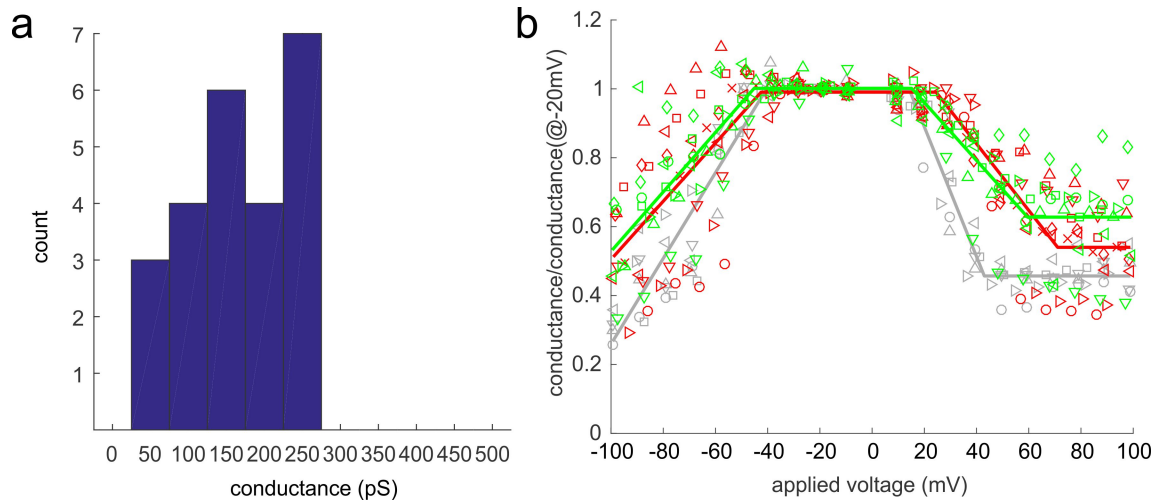 a
count
7
6
5
4
3
2
1
0 50 100 150 200 250 300 350 400 450 500
conductance (pS)
b
conductance/conductance(@-20mV)
1.2
1
0.8
0.6
0.4
0.2
0
-100 -80 -60 -40 -20 0 20 40 60 80 100
applied voltage (mV)